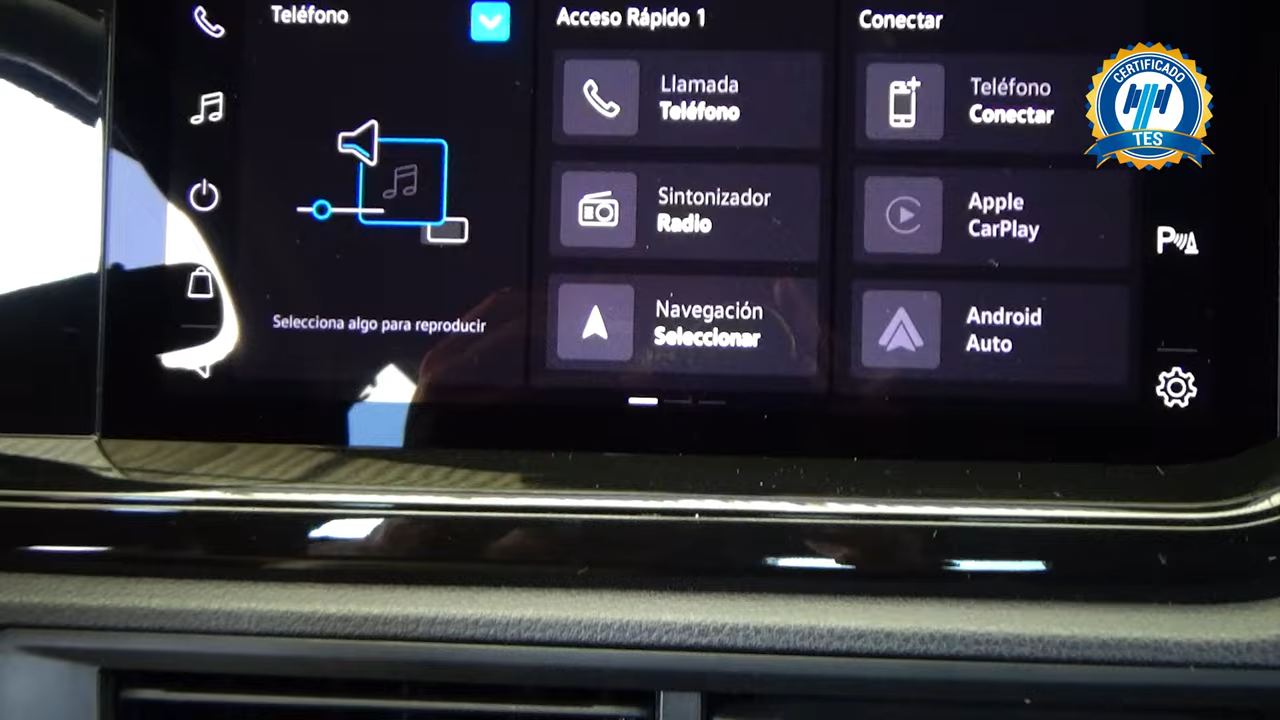 Teléfono
Selecciona algo para reproducir
Acceso Rápido 1
Llamada
Teléfono
Sintonizador
Radio
Navegación
Seleccionar
Conectar
Teléfono
Conectar
Apple
CarPlay
Android
Auto
P
CERTIFICADO
TES